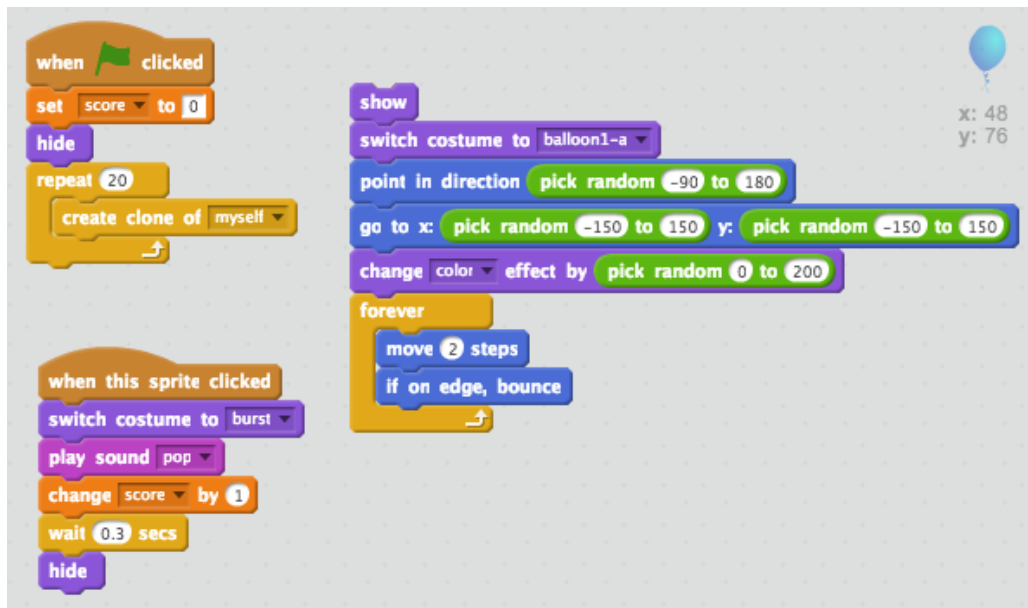 when clicked
set score to 0
hide
repeat 20
create clone of myself
when this sprite clicked
switch costume to burst
play sound pop
change score by 1
wait 0.3 secs
hide
show
switch costume to balloon1-a
point in direction pick random -90 to 180
go to x: pick random -150 to 150 y: pick random -150 to 150
change color effect by pick random 0 to 200
forever
move 2 steps
if on edge, bounce
x: 48
y: 76